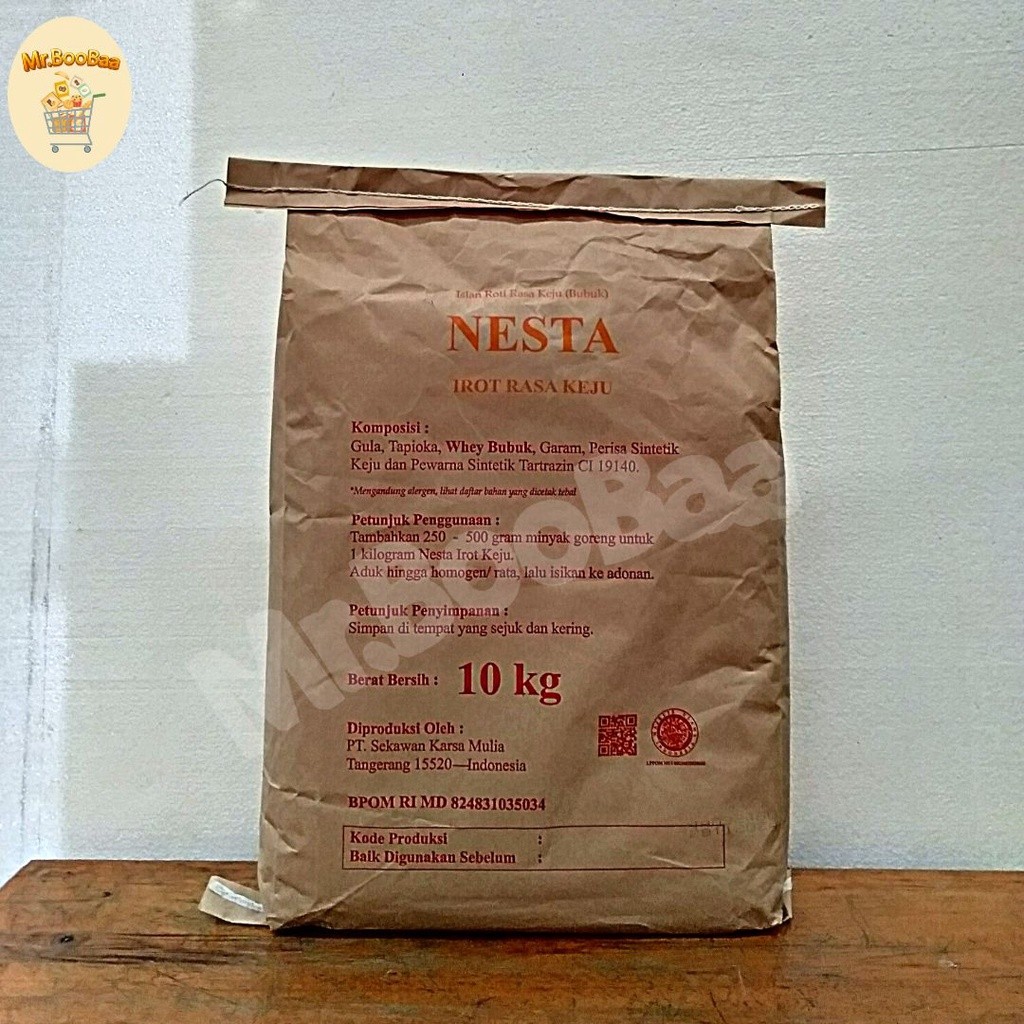 Mr.BooBaa
Isian Roti Rasa Keju (Bubuk)
NESTA
IROT RASA KEJU
Komposisi :
Gula, Tapioka, Whey Bubuk, Garam, Perisa Sintetik
Keju dan Pewarna Sintetik Tartrazin CI 19140.
*Mengandung alergen, lihat daftar bahan yang dicetak tebal
Petunjuk Penggunaan :
Tambahkan 250 - 500 gram minyak goreng untuk
1 kilogram Nesta Irot Keju.
Aduk hingga homogen/ rata, lalu isikan ke adonan.
Petunjuk Penyimpanan :
Simpan di tempat yang sejuk dan kering.
Berat Bersih : 10 kg
Diproduksi Oleh :
PT. Sekawan Karsa Mulia
Tangerang 15520—Indonesia
BPOM RI MD 824831035034
Kode Produksi :
Baik Digunakan Sebelum :
Mr.BooBaa